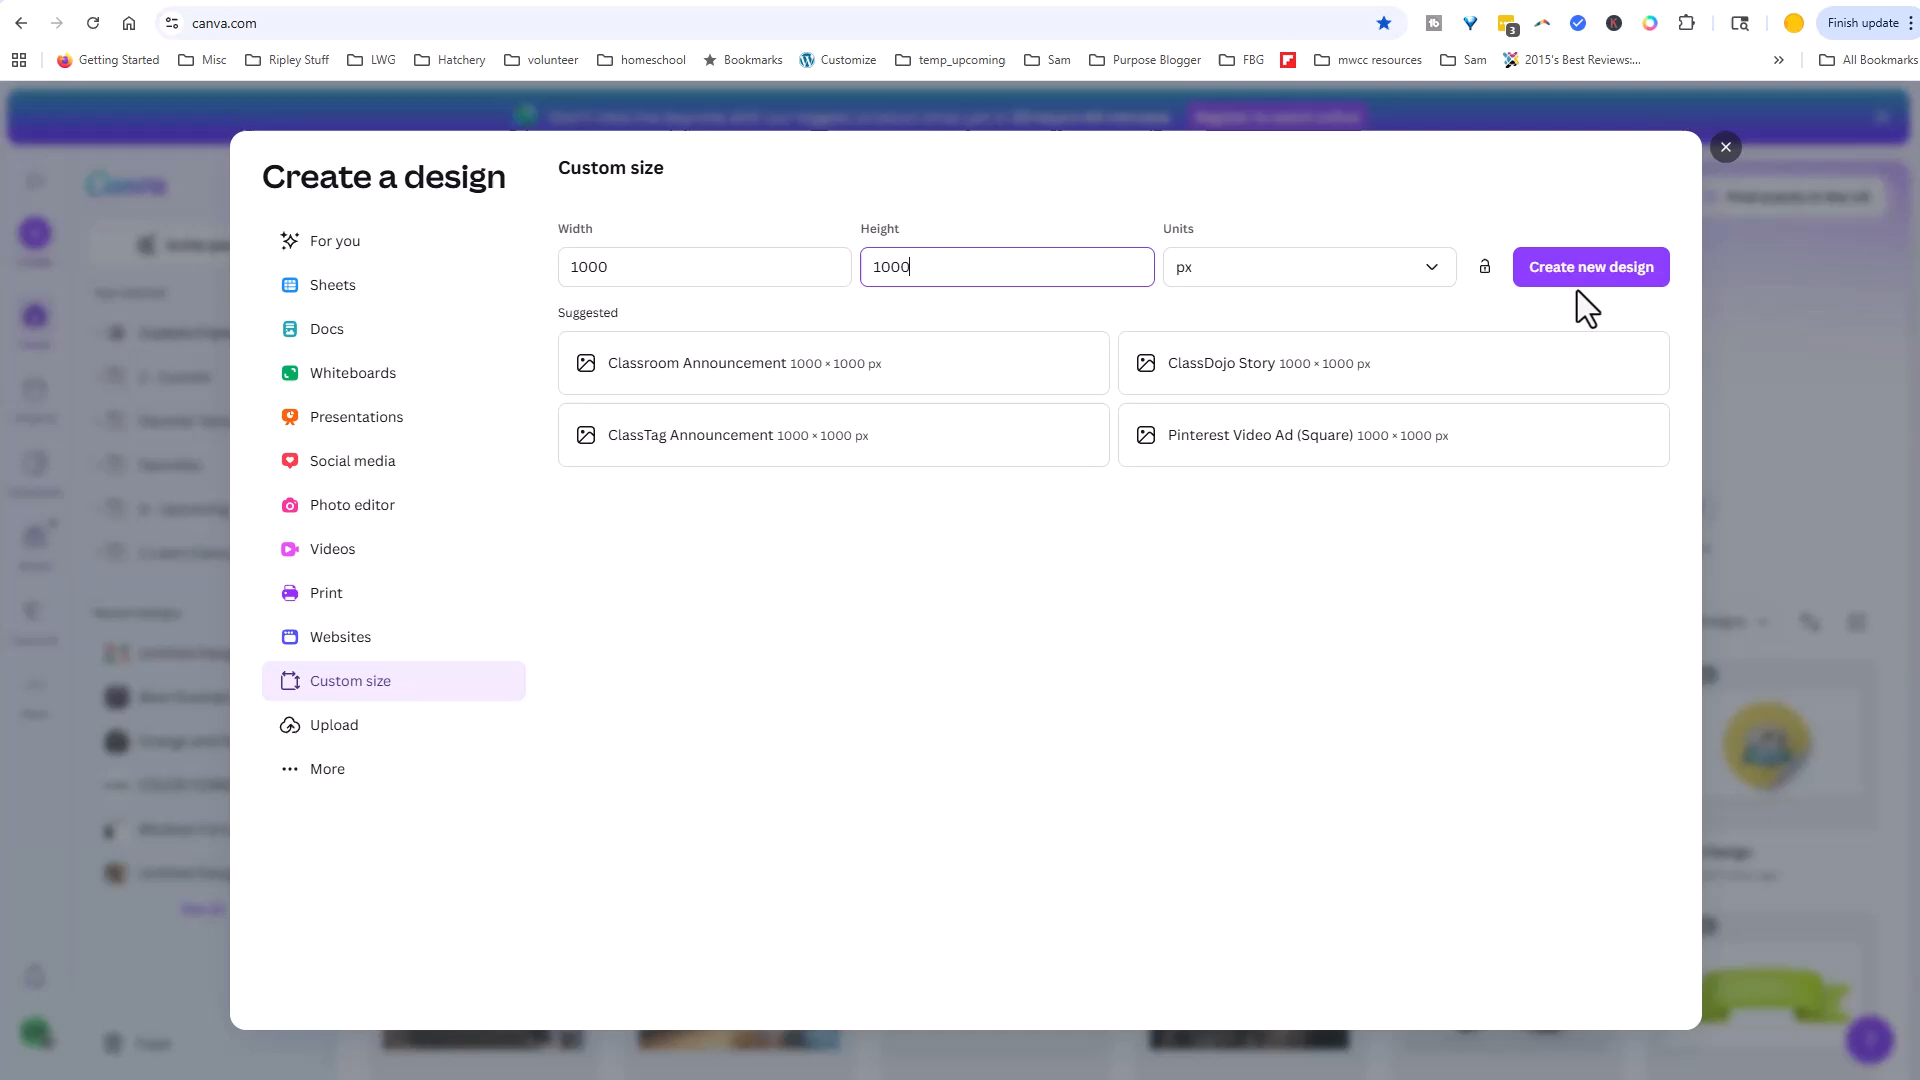 canva.com
3
Finish update
Getting Started
Misc
Ripley Stuff
LWG
Hatchery
volunteer
homeschool
Bookmarks
Customize
temp_upcoming
Sam
Purpose Blogger
FBG
mwcc resources
Sam
2015's Best Reviews:...
»
All Bookmarks
Canva
Create a design
Custom size
For you
Sheets
Docs
Whiteboards
Presentations
Social media
Photo editor
Videos
Print
Websites
Custom size
Upload
More
Width
Height
Units
1000
1000
px
Create new design
Suggested
Classroom Announcement 1000 × 1000 px
ClassDojo Story 1000 × 1000 px
ClassTag Announcement 1000 × 1000 px
Pinterest Video Ad (Square) 1000 × 1000 px